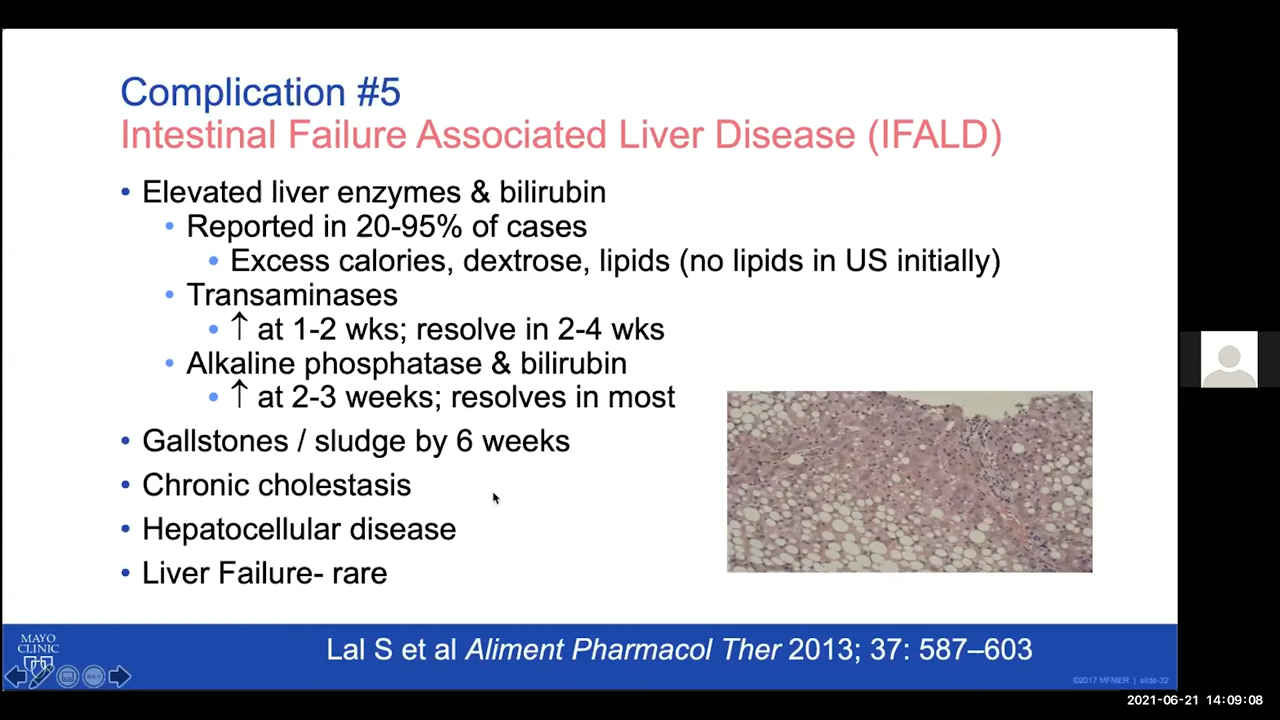 Complication #5
Intestinal Failure Associated Liver Disease (IFALD)
• Elevated liver enzymes & bilirubin
• Reported in 20-95% of cases
• Excess calories, dextrose, lipids (no lipids in US initially)
• Transaminases
• ↑ at 1-2 wks; resolve in 2-4 wks
• Alkaline phosphatase & bilirubin
• ↑ at 2-3 weeks; resolves in most
• Gallstones / sludge by 6 weeks
• Chronic cholestasis
• Hepatocellular disease
• Liver Failure- rare
MAYO
CLINIC
Lal S et al Aliment Pharmacol Ther 2013; 37: 587–603
©2017 MFMER | slide-32
2021-06-21 14:09:08